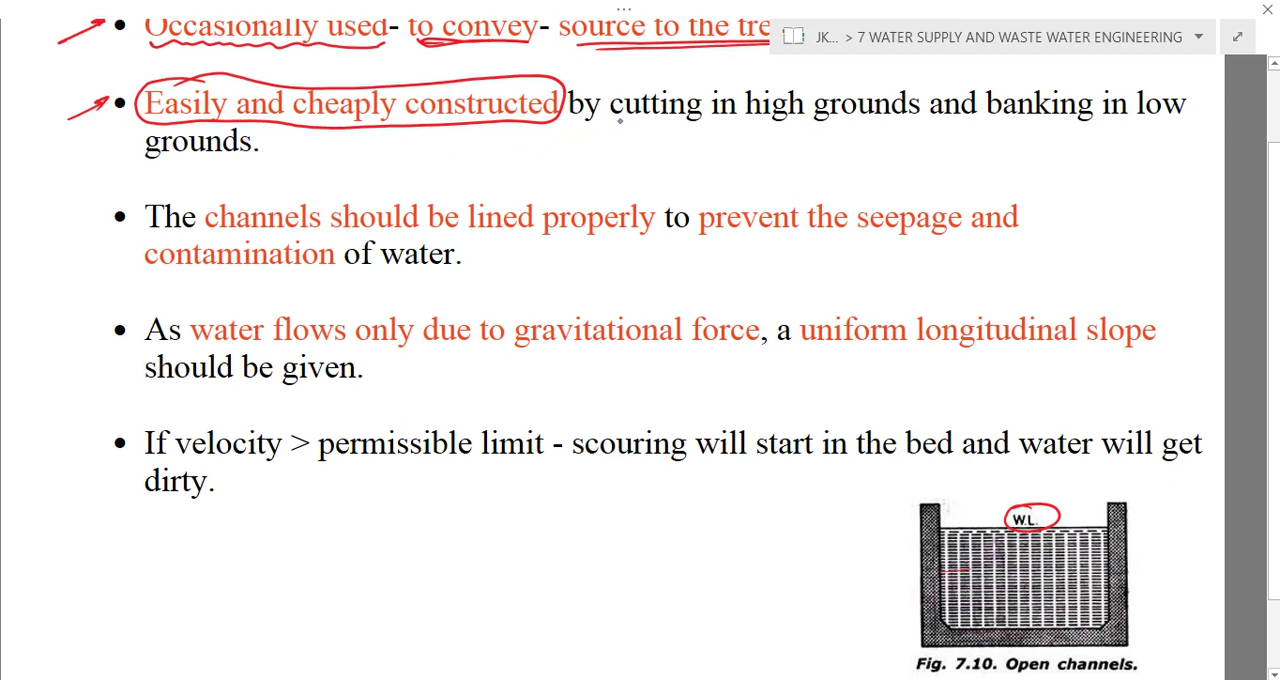 ...
• Occasionally used- to convey- source to the tre
JK... > 7 WATER SUPPLY AND WASTE WATER ENGINEERING
• Easily and cheaply constructed by cutting in high grounds and banking in low
grounds.
• The channels should be lined properly to prevent the seepage and
contamination of water.
• As water flows only due to gravitational force, a uniform longitudinal slope
should be given.
• If velocity > permissible limit - scouring will start in the bed and water will get
dirty.
W.L.
Fig. 7.10. Open channels.